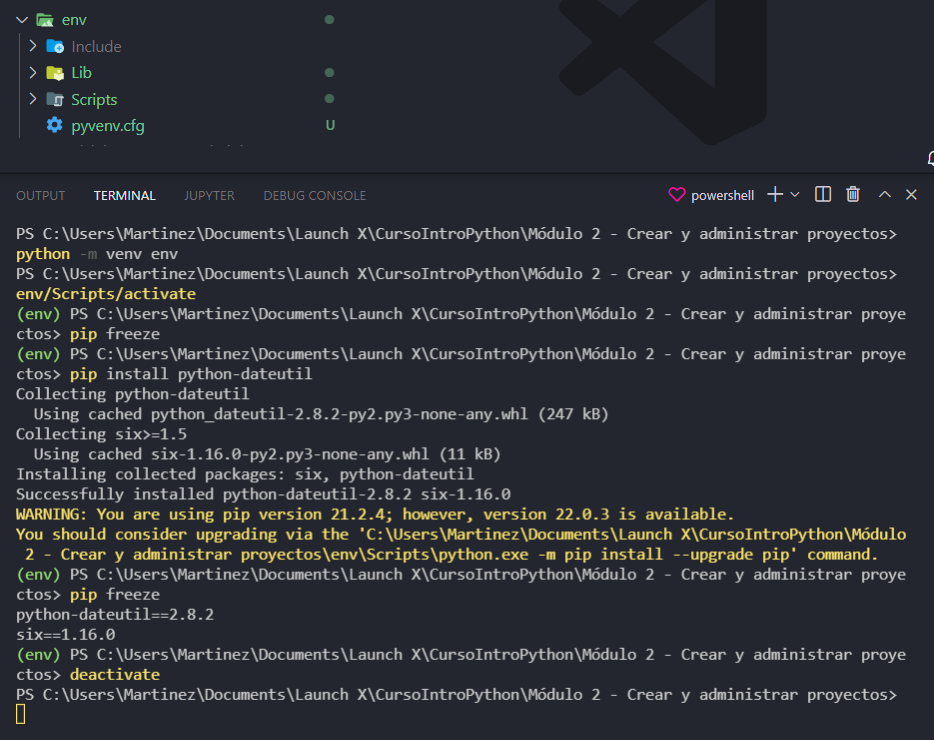 env
Include
Lib
Scripts
pyvenv.cfg U
OUTPUT TERMINAL JUPYTER DEBUG CONSOLE powershell
PS C:\Users\Martinez\Documents\Launch X\CursoIntroPython\Módulo 2 - Crear y administrar proyectos>
python -m venv env
PS C:\Users\Martinez\Documents\Launch X\CursoIntroPython\Módulo 2 - Crear y administrar proyectos>
env/Scripts/activate
(env) PS C:\Users\Martinez\Documents\Launch X\CursoIntroPython\Módulo 2 - Crear y administrar proye
ctos> pip freeze
(env) PS C:\Users\Martinez\Documents\Launch X\CursoIntroPython\Módulo 2 - Crear y administrar proye
ctos> pip install python-dateutil
Collecting python-dateutil
  Using cached python_dateutil-2.8.2-py2.py3-none-any.whl (247 kB)
Collecting six>=1.5
  Using cached six-1.16.0-py2.py3-none-any.whl (11 kB)
Installing collected packages: six, python-dateutil
Successfully installed python-dateutil-2.8.2 six-1.16.0
WARNING: You are using pip version 21.2.4; however, version 22.0.3 is available.
You should consider upgrading via the 'C:\Users\Martinez\Documents\Launch X\CursoIntroPython\Módulo
 2 - Crear y administrar proyectos\env\Scripts\python.exe -m pip install --upgrade pip' command.
(env) PS C:\Users\Martinez\Documents\Launch X\CursoIntroPython\Módulo 2 - Crear y administrar proye
ctos> pip freeze
python-dateutil==2.8.2
six==1.16.0
(env) PS C:\Users\Martinez\Documents\Launch X\CursoIntroPython\Módulo 2 - Crear y administrar proye
ctos> deactivate
PS C:\Users\Martinez\Documents\Launch X\CursoIntroPython\Módulo 2 - Crear y administrar proyectos>